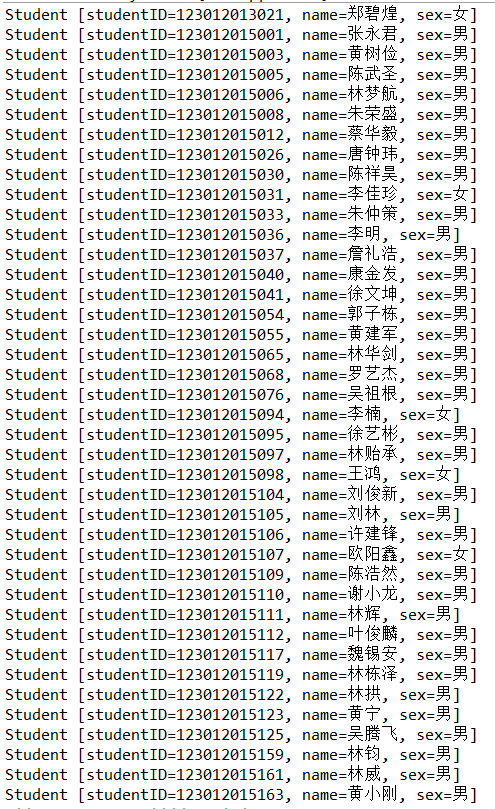 Student [studentID=123012013021, name=郑碧煌, sex=女]
Student [studentID=123012015001, name=张永君, sex=男]
Student [studentID=123012015003, name=黄树俭, sex=男]
Student [studentID=123012015005, name=陈武圣, sex=男]
Student [studentID=123012015006, name=林梦航, sex=男]
Student [studentID=123012015008, name=朱荣盛, sex=男]
Student [studentID=123012015012, name=蔡华毅, sex=男]
Student [studentID=123012015026, name=唐钟玮, sex=男]
Student [studentID=123012015030, name=陈祥昊, sex=男]
Student [studentID=123012015031, name=李佳珍, sex=女]
Student [studentID=123012015033, name=朱仲策, sex=男]
Student [studentID=123012015036, name=李明, sex=男]
Student [studentID=123012015037, name=詹礼浩, sex=男]
Student [studentID=123012015040, name=康金发, sex=男]
Student [studentID=123012015041, name=徐文坤, sex=男]
Student [studentID=123012015054, name=郭子栋, sex=男]
Student [studentID=123012015055, name=黄建军, sex=男]
Student [studentID=123012015065, name=林华剑, sex=男]
Student [studentID=123012015068, name=罗艺杰, sex=男]
Student [studentID=123012015076, name=吴祖根, sex=男]
Student [studentID=123012015094, name=李楠, sex=女]
Student [studentID=123012015095, name=徐艺彬, sex=男]
Student [studentID=123012015097, name=林贻承, sex=男]
Student [studentID=123012015098, name=王鸿, sex=女]
Student [studentID=123012015104, name=刘俊新, sex=男]
Student [studentID=123012015105, name=刘林, sex=男]
Student [studentID=123012015106, name=许建锋, sex=男]
Student [studentID=123012015107, name=欧阳鑫, sex=女]
Student [studentID=123012015109, name=陈浩然, sex=男]
Student [studentID=123012015110, name=谢小龙, sex=男]
Student [studentID=123012015111, name=林辉, sex=男]
Student [studentID=123012015112, name=叶俊麟, sex=男]
Student [studentID=123012015117, name=魏锡安, sex=男]
Student [studentID=123012015119, name=林栋泽, sex=男]
Student [studentID=123012015122, name=林拱, sex=男]
Student [studentID=123012015123, name=黄宁, sex=男]
Student [studentID=123012015125, name=吴腾飞, sex=男]
Student [studentID=123012015159, name=林钧, sex=男]
Student [studentID=123012015161, name=林威, sex=男]
Student [studentID=123012015163, name=黄小刚, sex=男]